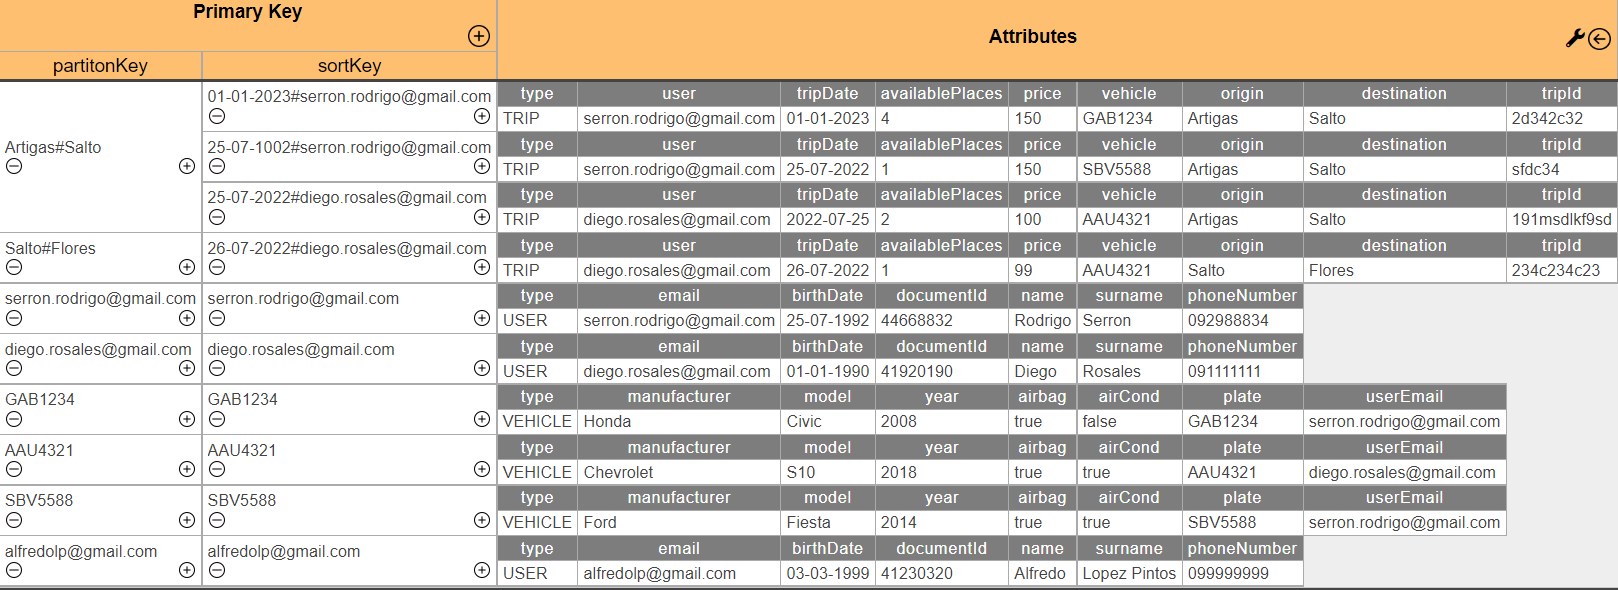 Primary Key
Attributes
partitonKey sortKey
Artigas#Salto
01-01-2023#serron.rodrigo@gmail.com
type user tripDate availablePlaces price vehicle origin destination tripId
TRIP serron.rodrigo@gmail.com 01-01-2023 4 150 GAB1234 Artigas Salto 2d342c32
25-07-1002#serron.rodrigo@gmail.com
type user tripDate availablePlaces price vehicle origin destination tripId
TRIP serron.rodrigo@gmail.com 25-07-2022 1 150 SBV5588 Artigas Salto sfdc34
25-07-2022#diego.rosales@gmail.com
type user tripDate availablePlaces price vehicle origin destination tripId
TRIP diego.rosales@gmail.com 2022-07-25 2 100 AAU4321 Artigas Salto 191msdlkf9sd
Salto#Flores 26-07-2022#diego.rosales@gmail.com
type user tripDate availablePlaces price vehicle origin destination tripId
TRIP diego.rosales@gmail.com 26-07-2022 1 99 AAU4321 Salto Flores 234c234c23
serron.rodrigo@gmail.com serron.rodrigo@gmail.com
type email birthDate documentId name surname phoneNumber
USER serron.rodrigo@gmail.com 25-07-1992 44668832 Rodrigo Serron 092988834
diego.rosales@gmail.com diego.rosales@gmail.com
type email birthDate documentId name surname phoneNumber
USER diego.rosales@gmail.com 01-01-1990 41920190 Diego Rosales 091111111
GAB1234 GAB1234
type manufacturer model year airbag airCond plate userEmail
VEHICLE Honda Civic 2008 true false GAB1234 serron.rodrigo@gmail.com
AAU4321 AAU4321
type manufacturer model year airbag airCond plate userEmail
VEHICLE Chevrolet S10 2018 true true AAU4321 diego.rosales@gmail.com
SBV5588 SBV5588
type manufacturer model year airbag airCond plate userEmail
VEHICLE Ford Fiesta 2014 true true SBV5588 serron.rodrigo@gmail.com
alfredolp@gmail.com alfredolp@gmail.com
type email birthDate documentId name surname phoneNumber
USER alfredolp@gmail.com 03-03-1999 41230320 Alfredo Lopez Pintos 099999999